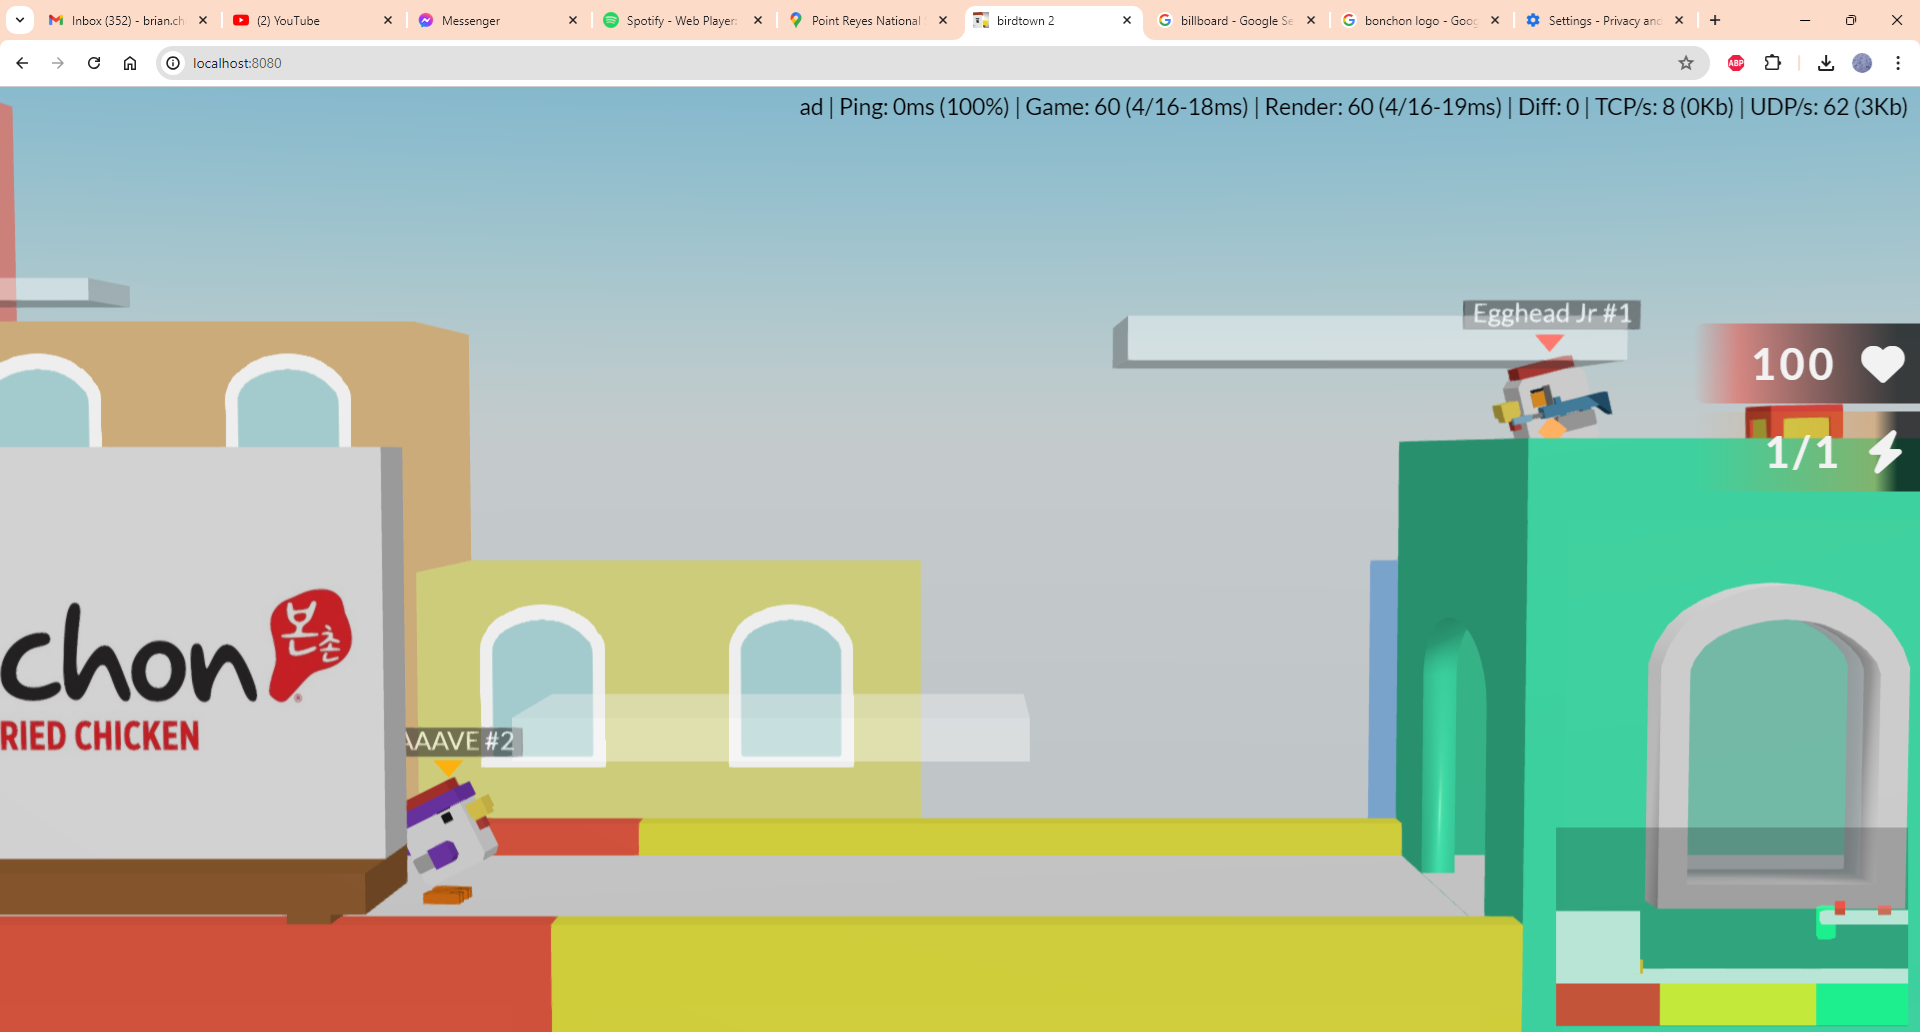 Inbox (352) - brian.ch
(2) YouTube
Messenger
Spotify - Web Player:
Point Reyes National
birdtown 2
billboard - Google Se
bonchon logo - Goog
Settings - Privacy and
localhost:8080
ABP
ad | Ping: 0ms (100%) | Game: 60 (4/16-18ms) | Render: 60 (4/16-19ms) | Diff: 0 | TCP/s: 8 (0Kb) | UDP/s: 62 (3Kb)
Egghead Jr #1
100
1/1
chon
본촌
®
RIED CHICKEN
AAAVE #2